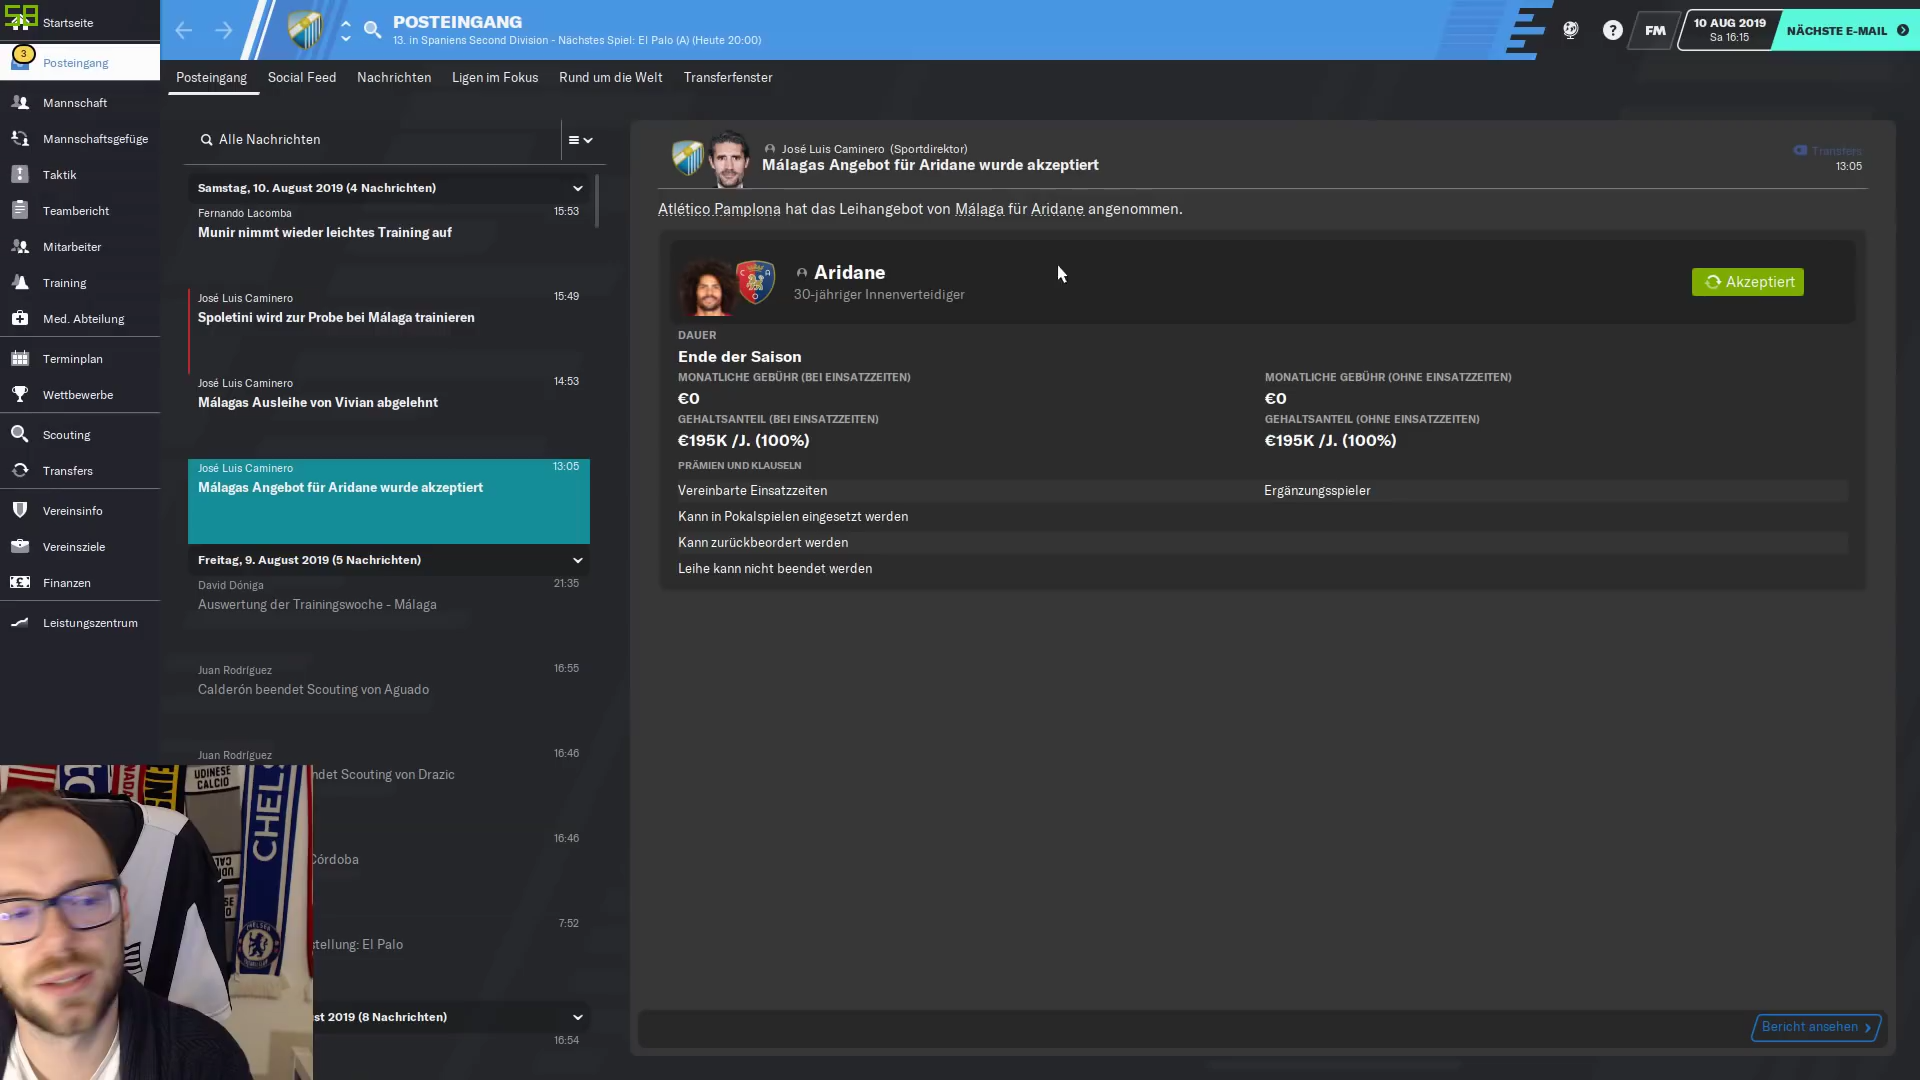 59
Startseite
3
Posteingang
Mannschaft
Mannschaftsgefüge
Taktik
Teambericht
Mitarbeiter
Training
Med. Abteilung
Terminplan
Wettbewerbe
Scouting
Transfers
Vereinsinfo
Vereinsziele
Finanzen
Leistungszentrum
POSTEINGANG
13. in Spaniens Second Division - Nächstes Spiel: El Palo (A) (Heute 20:00)
?
FM
10 AUG 2019
Sa 16:15
NÄCHSTE E-MAIL
Posteingang Social Feed Nachrichten Ligen im Fokus Rund um die Welt Transferfenster
Alle Nachrichten
Samstag, 10. August 2019 (4 Nachrichten)
Fernando Lacomba 15:53
Munir nimmt wieder leichtes Training auf
José Luis Caminero 15:49
Spoletini wird zur Probe bei Málaga trainieren
José Luis Caminero 14:53
Málagas Ausleihe von Vivian abgelehnt
José Luis Caminero 13:05
Málagas Angebot für Aridane wurde akzeptiert
Freitag, 9. August 2019 (5 Nachrichten)
David Dóniga 21:35
Auswertung der Trainingswoche - Málaga
Juan Rodríguez 16:55
Calderón beendet Scouting von Aguado
Juan Rodríguez 16:46
ndet Scouting von Drazic
16:46
Córdoba
7:52
stellung: El Palo
st 2019 (8 Nachrichten)
16:54
José Luis Caminero (Sportdirektor)
Málagas Angebot für Aridane wurde akzeptiert
Transfers
13:05
Atlético Pamplona hat das Leihangebot von Málaga für Aridane angenommen.
Aridane
30-jähriger Innenverteidiger
Akzeptiert
DAUER
Ende der Saison
MONATLICHE GEBÜHR (BEI EINSATZZEITEN) MONATLICHE GEBÜHR (OHNE EINSATZZEITEN)
€0 €0
GEHALTSANTEIL (BEI EINSATZZEITEN) GEHALTSANTEIL (OHNE EINSATZZEITEN)
€195K /J. (100%) €195K /J. (100%)
PRÄMIEN UND KLAUSELN
Vereinbarte Einsatzzeiten Ergänzungsspieler
Kann in Pokalspielen eingesetzt werden
Kann zurückbeordert werden
Leihe kann nicht beendet werden
Bericht ansehen
UDINESE
CALCIO
CHELS